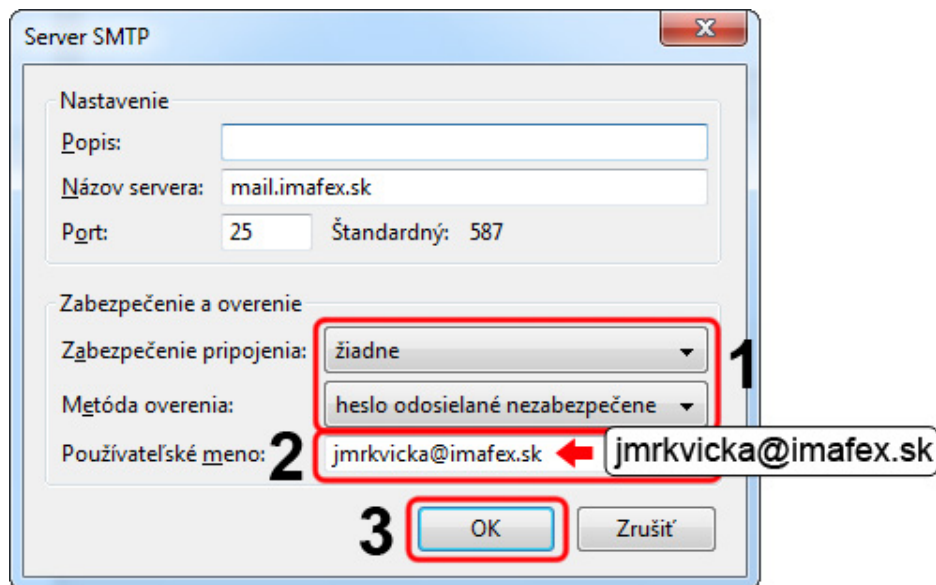 Server SMTP
Nastavenie
Popis:
Názov servera: mail.imafex.sk
Port: 25 Štandardný: 587
Zabezpečenie a overenie
Zabezpečenie pripojenia: žiadne
1
Metóda overenia: heslo odosielané nezabezpečene
Používateľské meno: 2 jmrkvicka@imafex.sk jmrkvicka@imafex.sk
3 OK Zrušiť